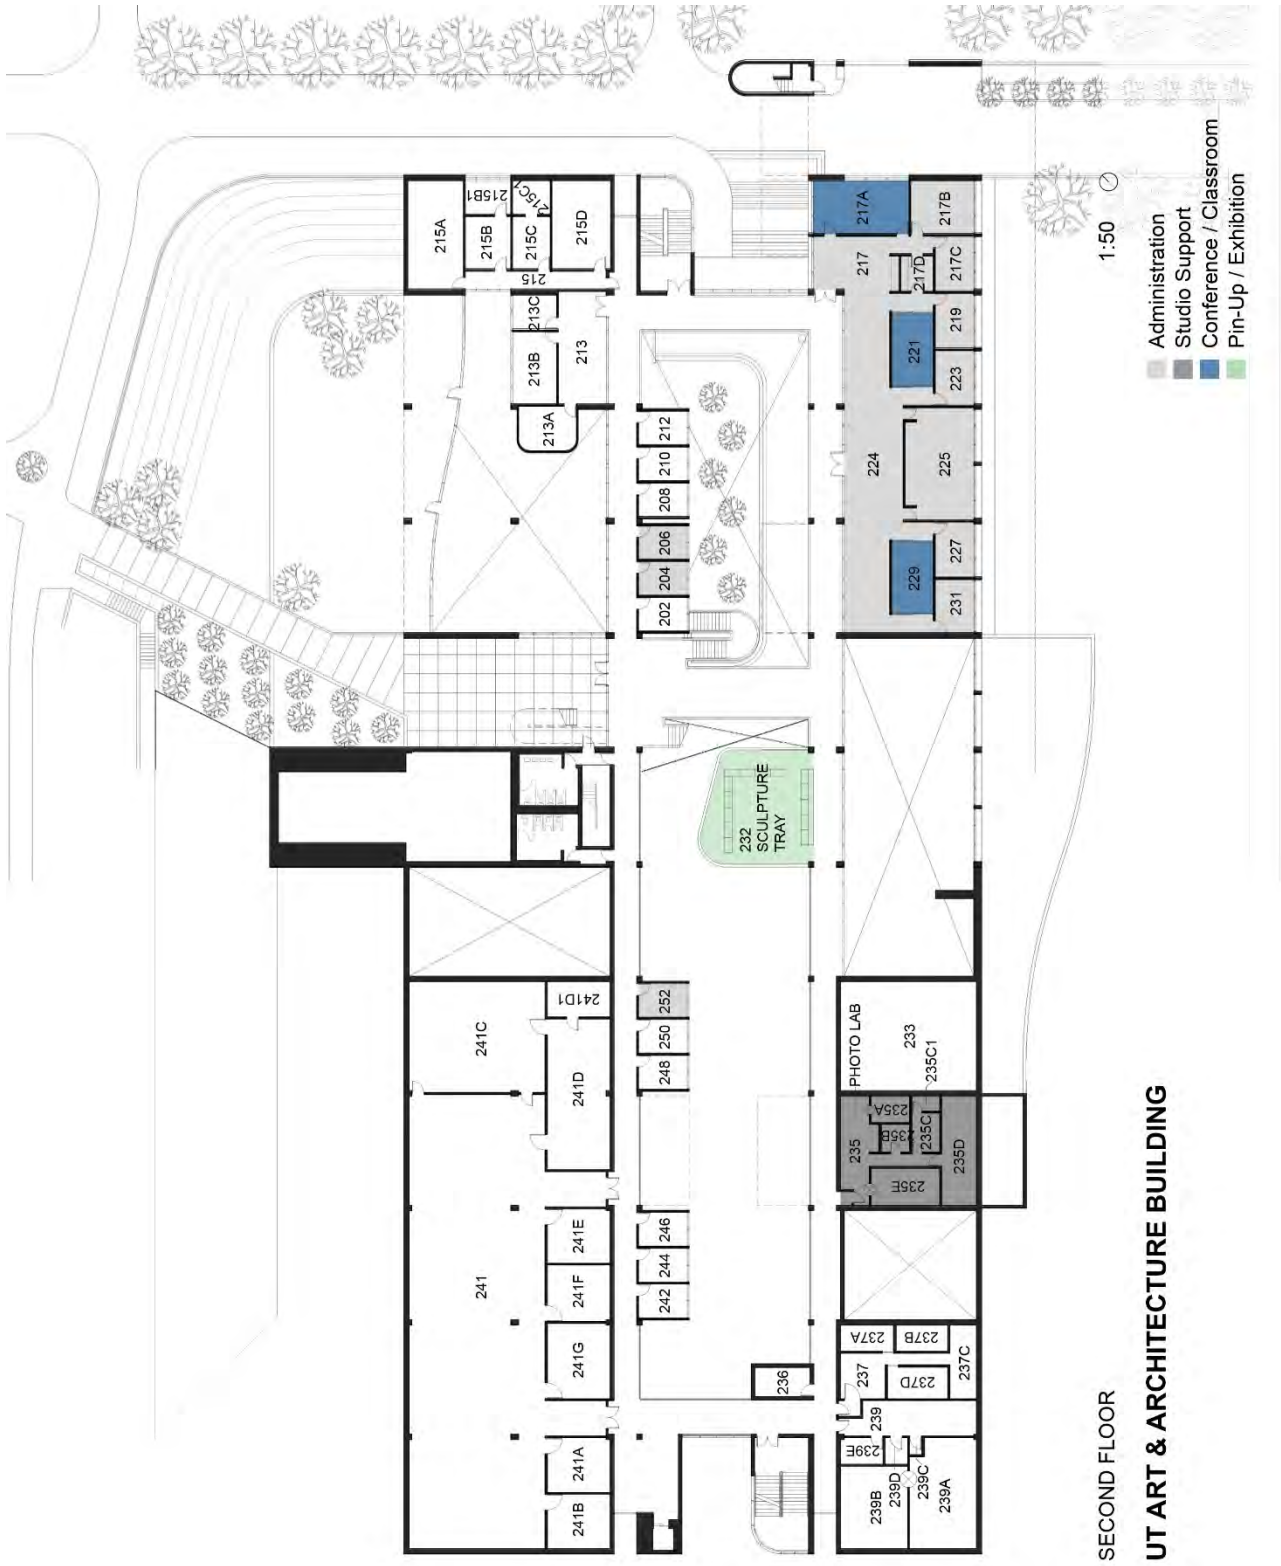 215A
241
241C
215B
215B1
213B
213C
215
215C
215C1
213A
241B
241A
241G
241F
241E
241D
241D1
213
215D
242
244
246
248
250
252
202
204
206
208
210
212
232
SCULPTURE
TRAY
236
237A
235
PHOTO LAB
217
217A
237
239E
239
239B
239D
239C
239A
237B
237D
237C
235A
235B
235C
235C1
235E
235D
233
224
229
221
217D
231
227
225
223
219
217C
217B
1:50
Administration
Studio Support
Conference / Classroom
Pin-Up / Exhibition
SECOND FLOOR
UT ART & ARCHITECTURE BUILDING